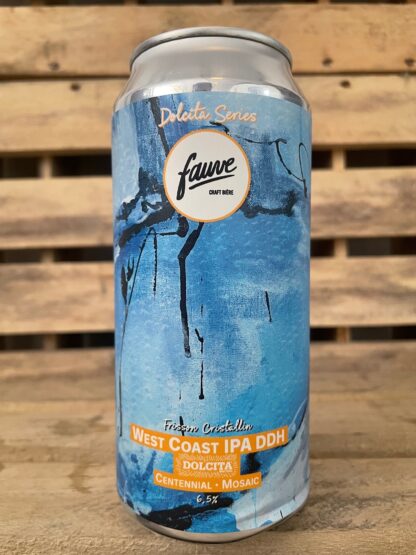 Dolcita Series
fauve
CRAFT BIÈRE
Frisson Cristallin
WEST COAST IPA DDH
DOLCITA
CENTENNIAL • MOSAIC
6,5%